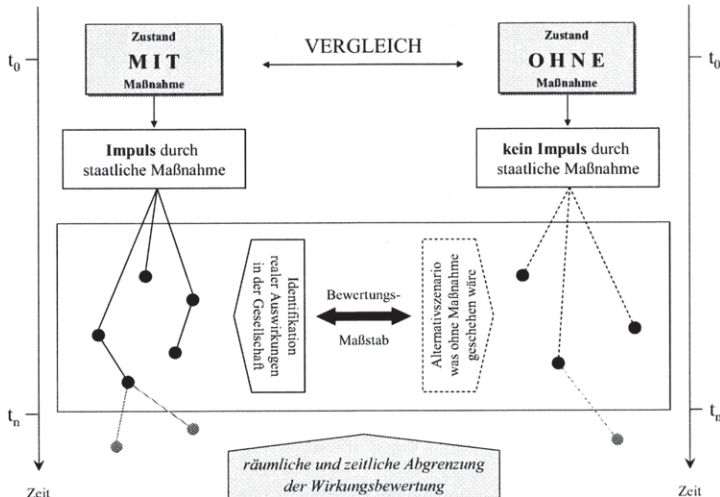 Zustand
MIT
Maßnahme
VERGLEICH
Zustand
OHNE
Maßnahme
t0
t0
Impuls durch
staatliche Maßnahme
kein Impuls durch
staatliche Maßnahme
Identifikation
realer Auswirkungen
in der Gesellschaft
Bewertungs-
Maßstab
Alternativszenario
was ohne Maßnahme
geschehen wäre
tn
tn
räumliche und zeitliche Abgrenzung
der Wirkungsbewertung
Zeit
Zeit